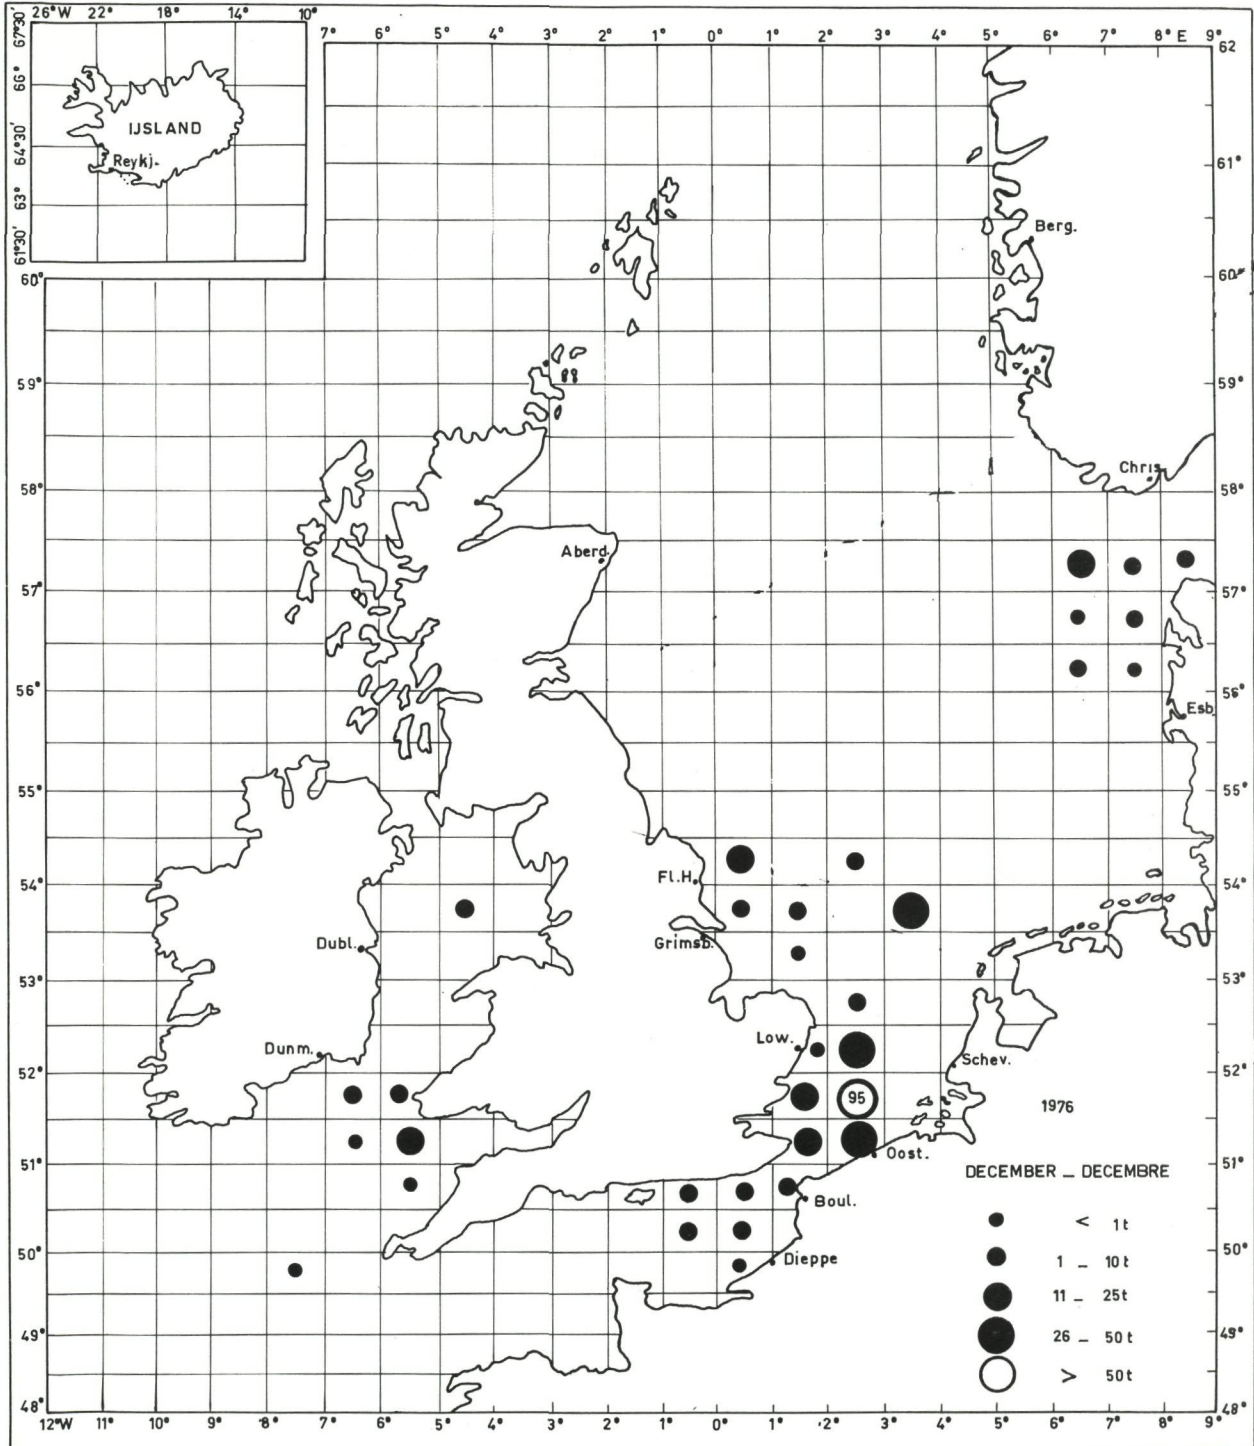 26°W 22° 18° 14° 10°
67°30' 66° 64°30' 63° 61°30'
IJSLAND
Reykj.
7° 6° 5° 4° 3° 2° 1° 0° 1° 2° 3° 4° 5° 6° 7° 8° E 9°
62
61°
Berg.
60° 60°
59° 59°
Chris
58° 58°
Aberd.
57° 57°
56° 56°
Esb
55° 55°
Fl.H.
54° 54°
Dubl.
Grimsb.
53° 53°
Low.
Dunm.
Schev.
52° 52°
95
1976
Oost.
51° 51°
DECEMBER _ DECEMBRE
Boul.
< 1t
50° 50°
Dieppe
1 _ 10t
11 _ 25t
49° 49°
26 _ 50t
> 50t
48° 48°
12°W 11° 10° 9° 8° 7° 6° 5° 4° 3° 2° 1° 0° 1° 2° 3° 4° 5° 6° 7° 8° 9°